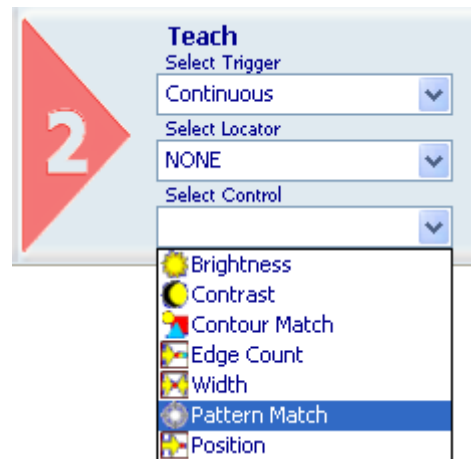 2
Teach
Select Trigger
Continuous
Select Locator
NONE
Select Control
Brightness
Contrast
Contour Match
Edge Count
Width
Pattern Match
Position